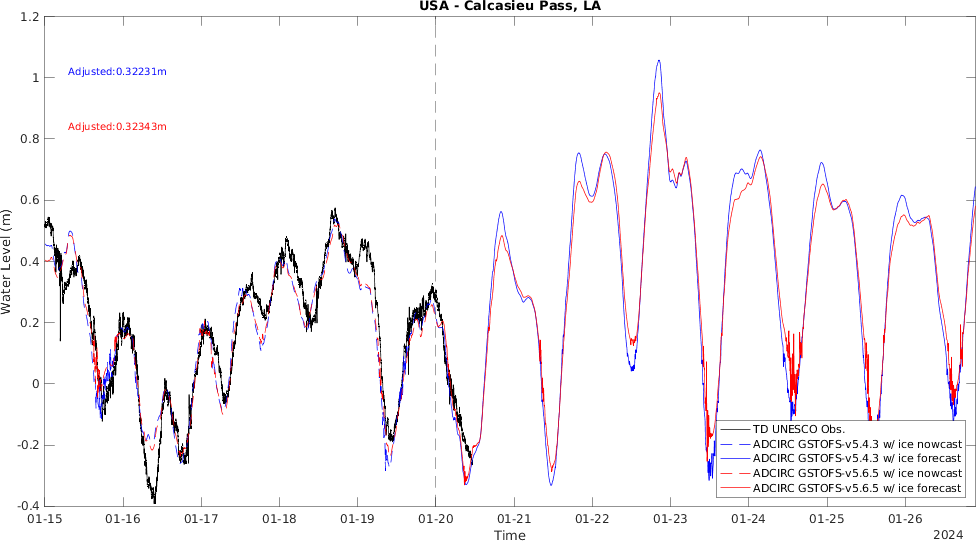 USA - Calcasieu Pass, LA
1.2
1
0.8
0.6
0.4
0.2
0
-0.2
-0.4
Water Level (m)
Adjusted:0.32231m
Adjusted:0.32343m
TD UNESCO Obs.
ADCIRC GSTOFS-v5.4.3 w/ ice nowcast
ADCIRC GSTOFS-v5.4.3 w/ ice forecast
ADCIRC GSTOFS-v5.6.5 w/ ice nowcast
ADCIRC GSTOFS-v5.6.5 w/ ice forecast
01-15 01-16 01-17 01-18 01-19 01-20 01-21 01-22 01-23 01-24 01-25 01-26
Time
2024